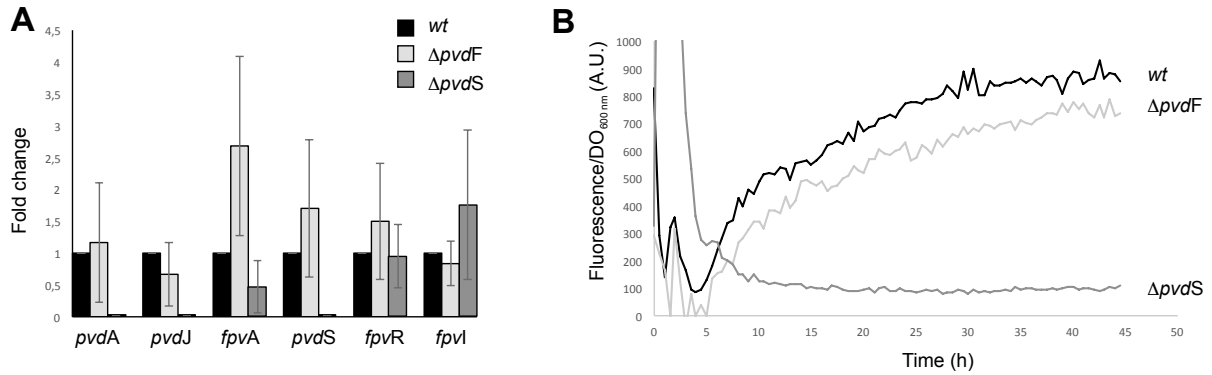 A
Fold change
4,5
4
3,5
3
2,5
2
1,5
1
0,5
0
wt
ΔpvdF
ΔpvdS
pvdA
pvdJ
fpvA
pvdS
fpvR
fpvI
B
Fluorescence/DO600 nm (A.U.)
1000
900
800
700
600
500
400
300
200
100
0
wt
ΔpvdF
ΔpvdS
0 5 10 15 20 25 30 35 40 45 50
Time (h)